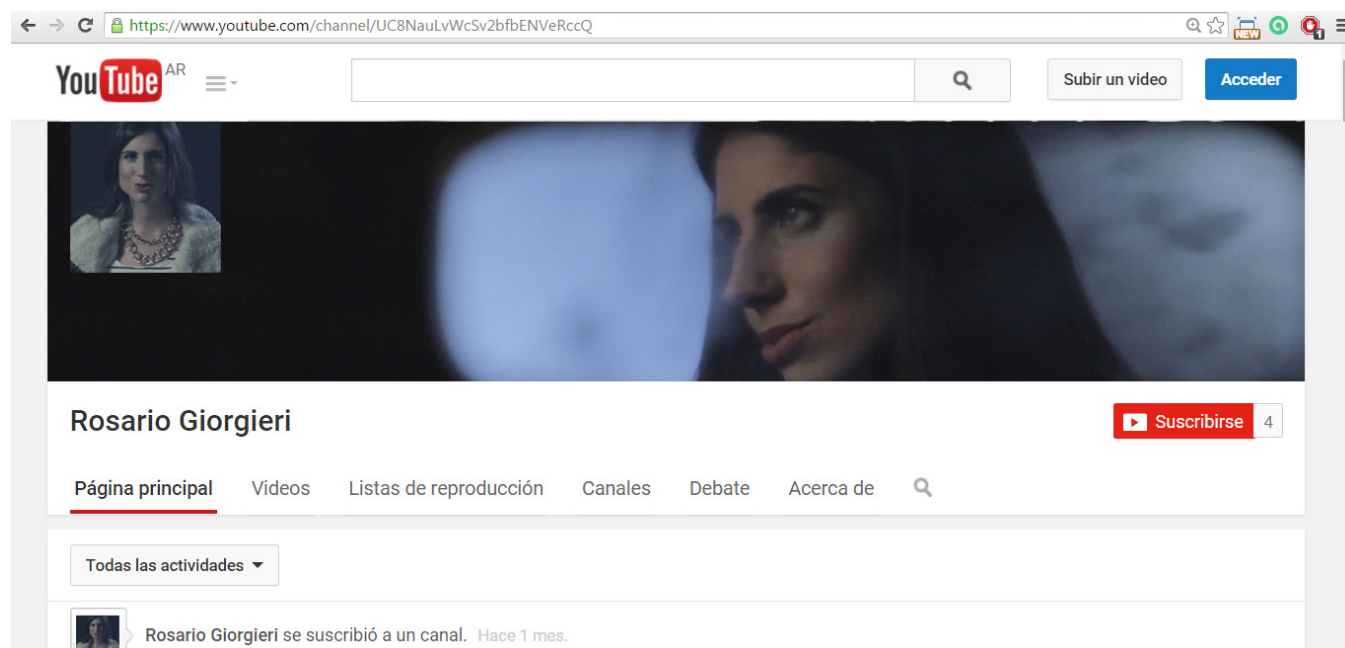 https://www.youtube.com/channel/UC8NauLvWcSv2bfbENVeRccQ
NEW
1
YouTube AR
Subir un video
Acceder
Rosario Giorgieri
Suscribirse 4
Página principal Videos Listas de reproducción Canales Debate Acerca de
Todas las actividades
Rosario Giorgieri se suscribió a un canal. Hace 1 mes.